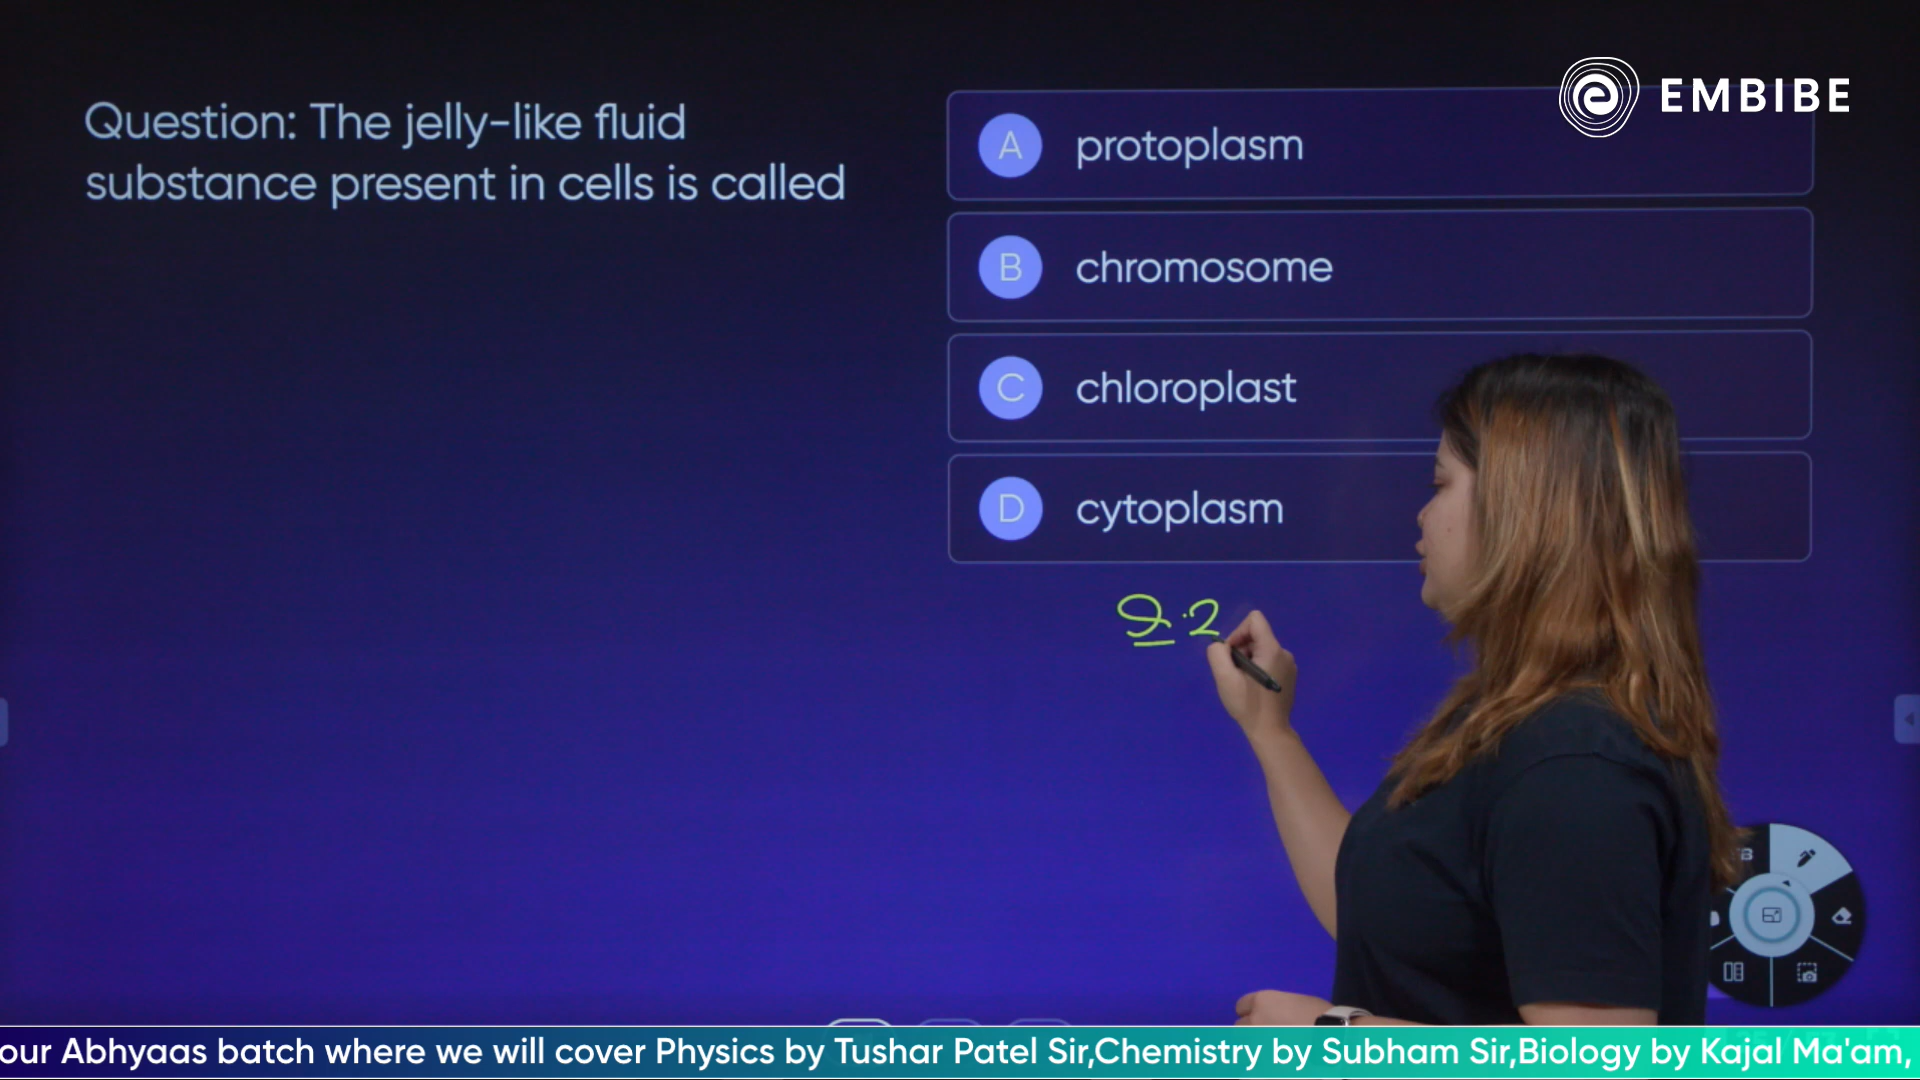 EMBIBE
Question: The jelly-like fluid
substance present in cells is called
A protoplasm
B chromosome
C chloroplast
D cytoplasm
Q.2
our Abhyaas batch where we will cover Physics by Tushar Patel Sir,Chemistry by Subham Sir,Biology by Kajal Ma'am,